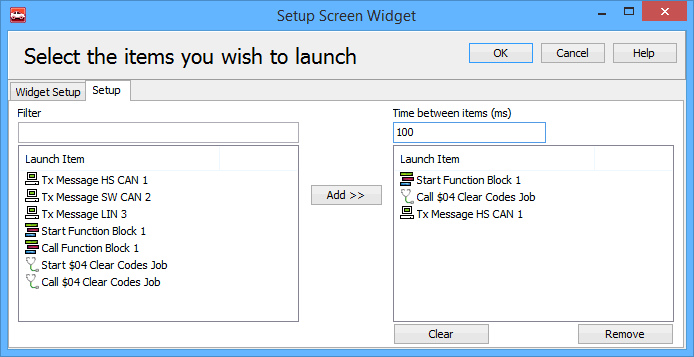 Setup Screen Widget
Select the items you wish to launch
OK
Cancel
Help
Widget Setup
Setup
Filter
Time between items (ms)
100
Launch Item
Tx Message HS CAN 1
Tx Message SW CAN 2
Tx Message LIN 3
Start Function Block 1
Call Function Block 1
Start $04 Clear Codes Job
Call $04 Clear Codes Job
Add >>
Launch Item
Start Function Block 1
Call $04 Clear Codes Job
Tx Message HS CAN 1
Clear
Remove